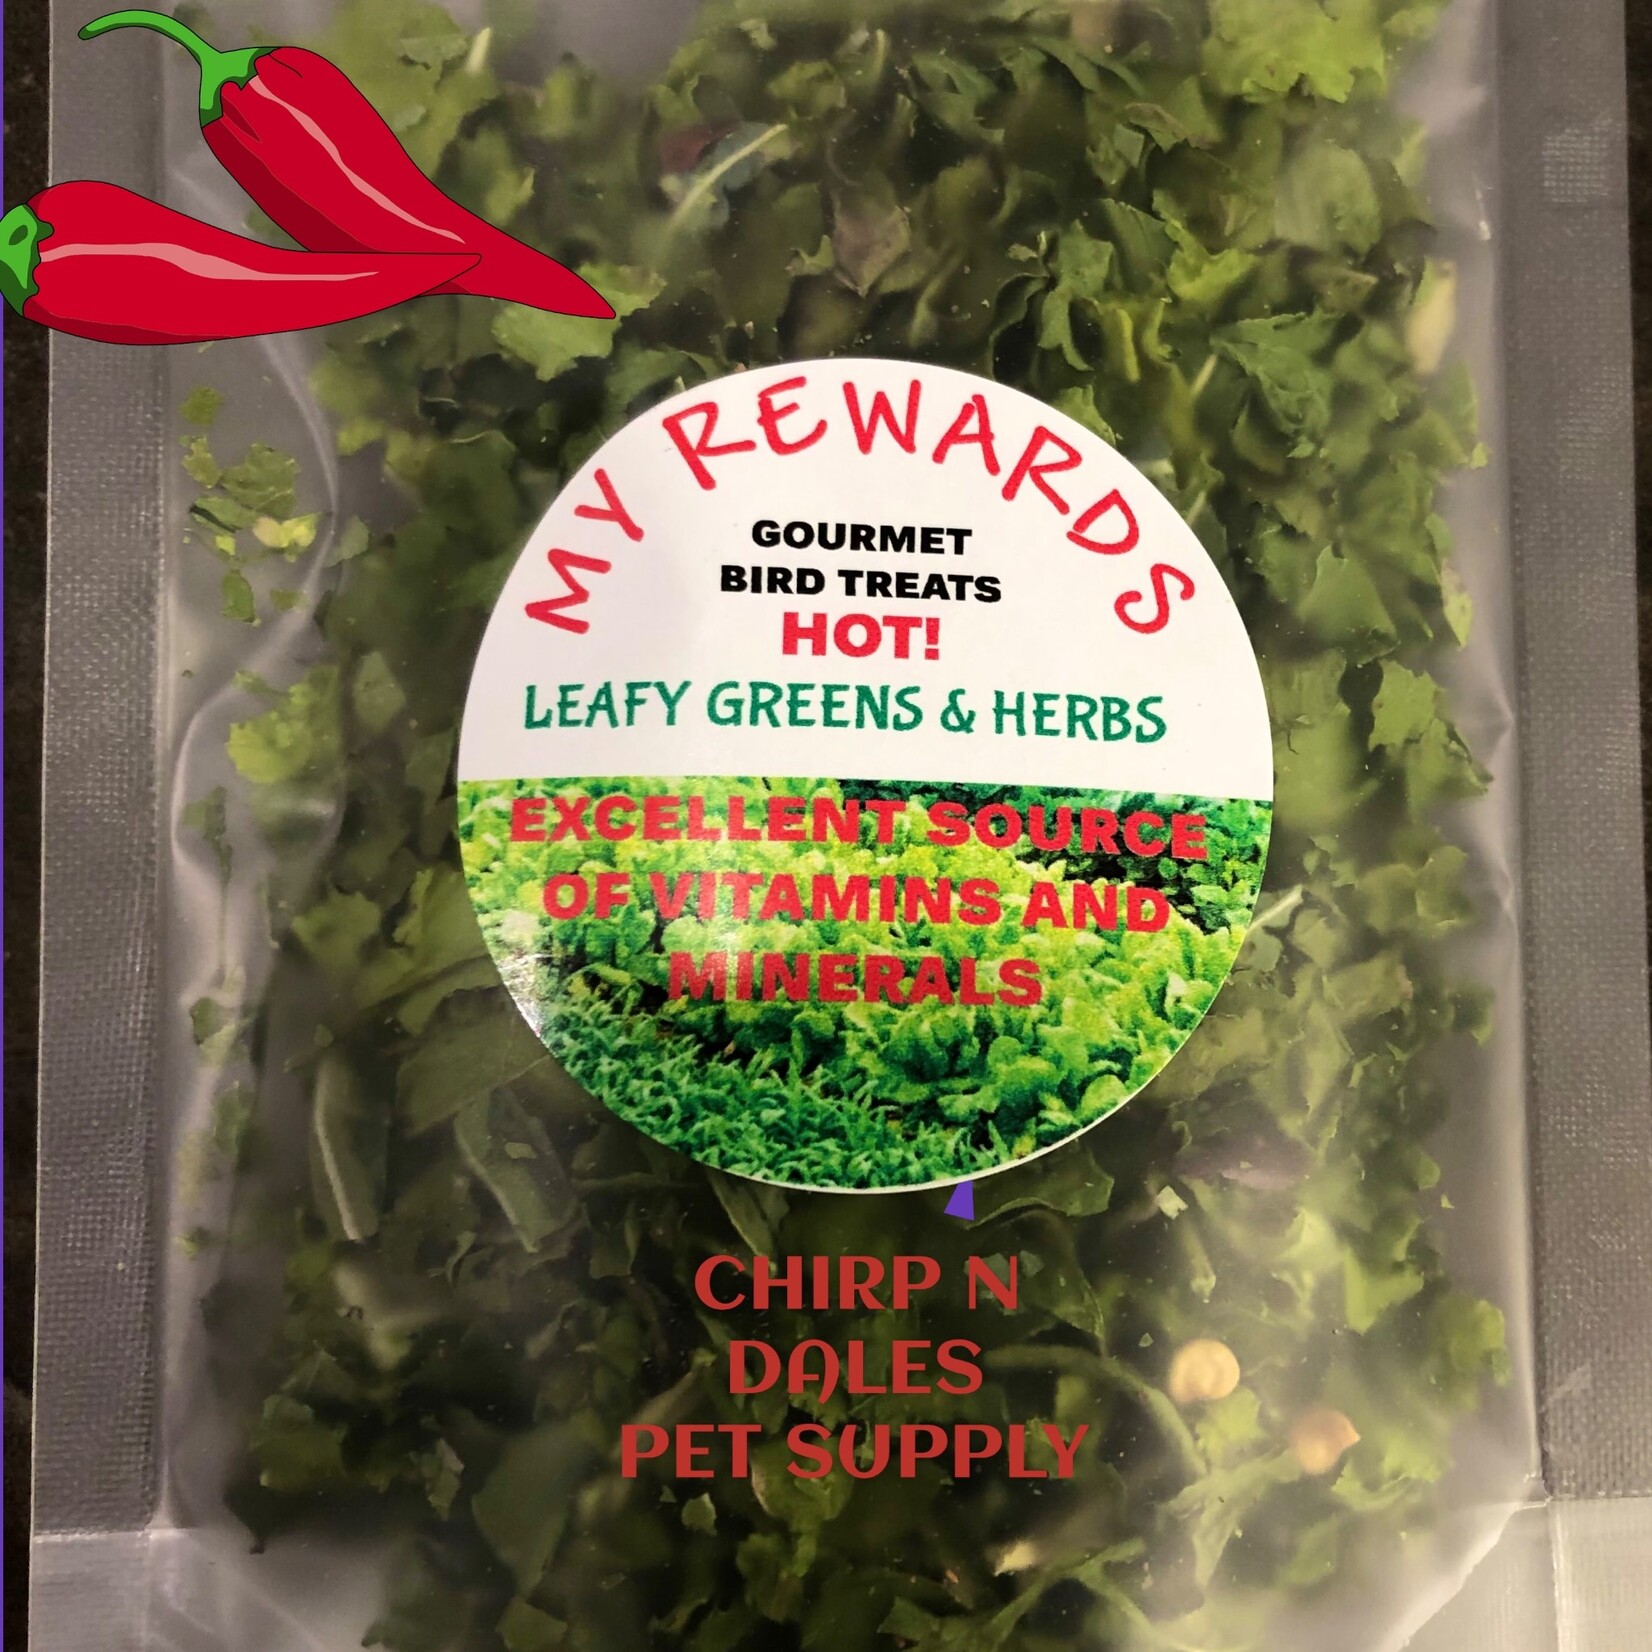 MY REWARDS
GOURMET
BIRD TREATS
HOT!
LEAFY GREENS & HERBS
EXCELLENT SOURCE
OF VITAMINS AND
MINERALS
CHIRP N
DALES
PET SUPPLY